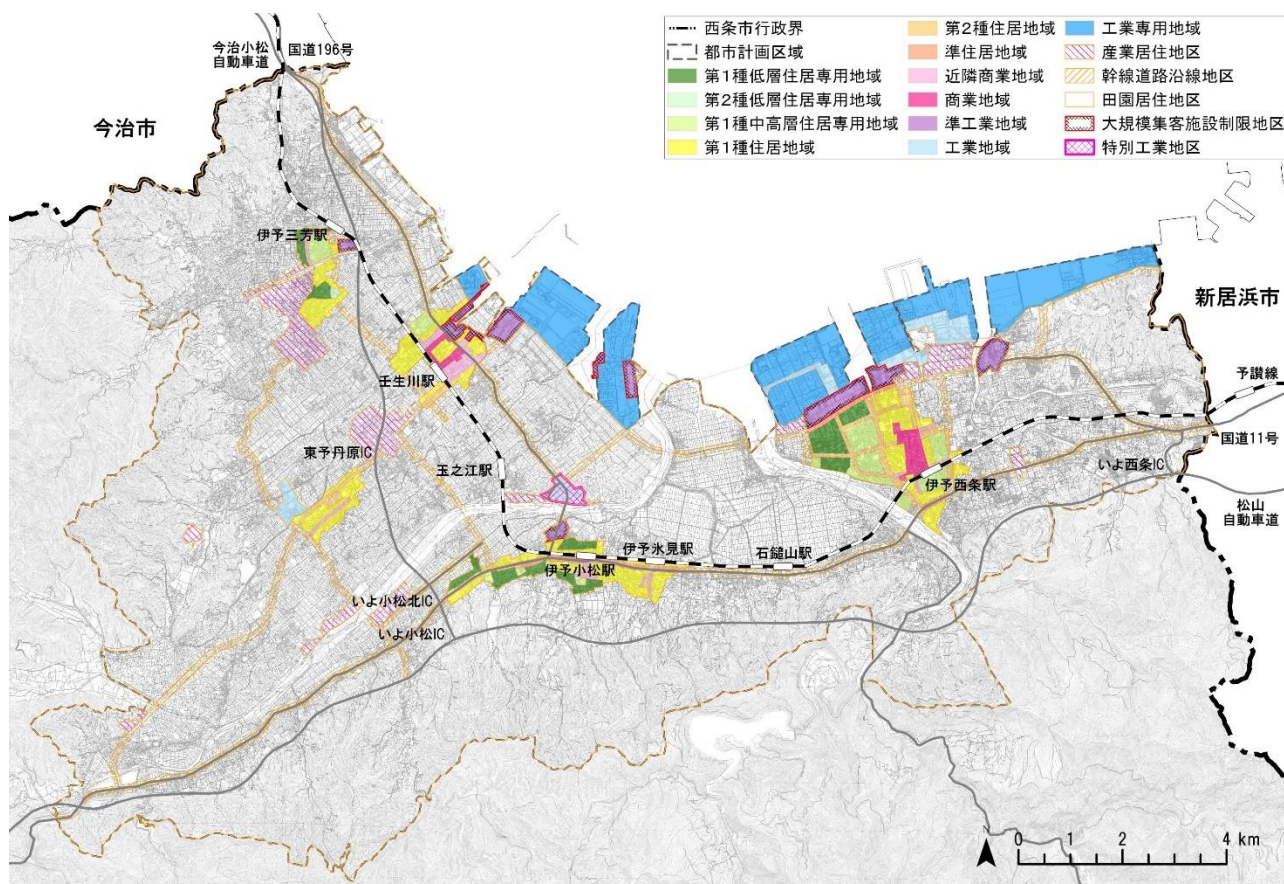 西条市行政界
都市計画区域
第1種低層住居専用地域
第2種低層住居専用地域
第1種中高層住居専用地域
第1種住居地域
第2種住居地域
準住居地域
近隣商業地域
商業地域
準工業地域
工業地域
工業専用地域
産業居住地区
幹線道路沿線地区
田園居住地区
大規模集客施設制限地区
特別工業地区
今治小松
自動車道
国道196号
今治市
伊予三芳駅
新居浜市
壬生川駅
予讃線
国道11号
東予丹原IC
玉之江駅
いよ西条IC
伊予西条駅
松山
自動車道
伊予氷見駅
石鎚山駅
伊予小松駅
いよ小松北IC
いよ小松IC
N
0 1 2 4 km